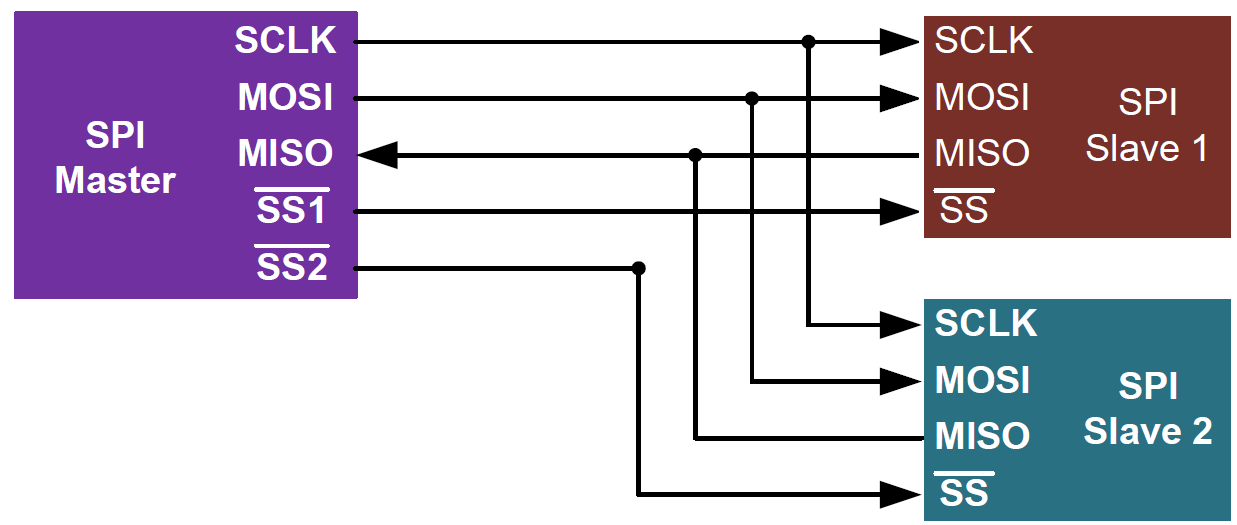 SPI
Master
SCLK
MOSI
MISO
SS1
SS2
SCLK
MOSI
MISO
SS
SPI
Slave 1
SCLK
MOSI
MISO
SS
SPI
Slave 2